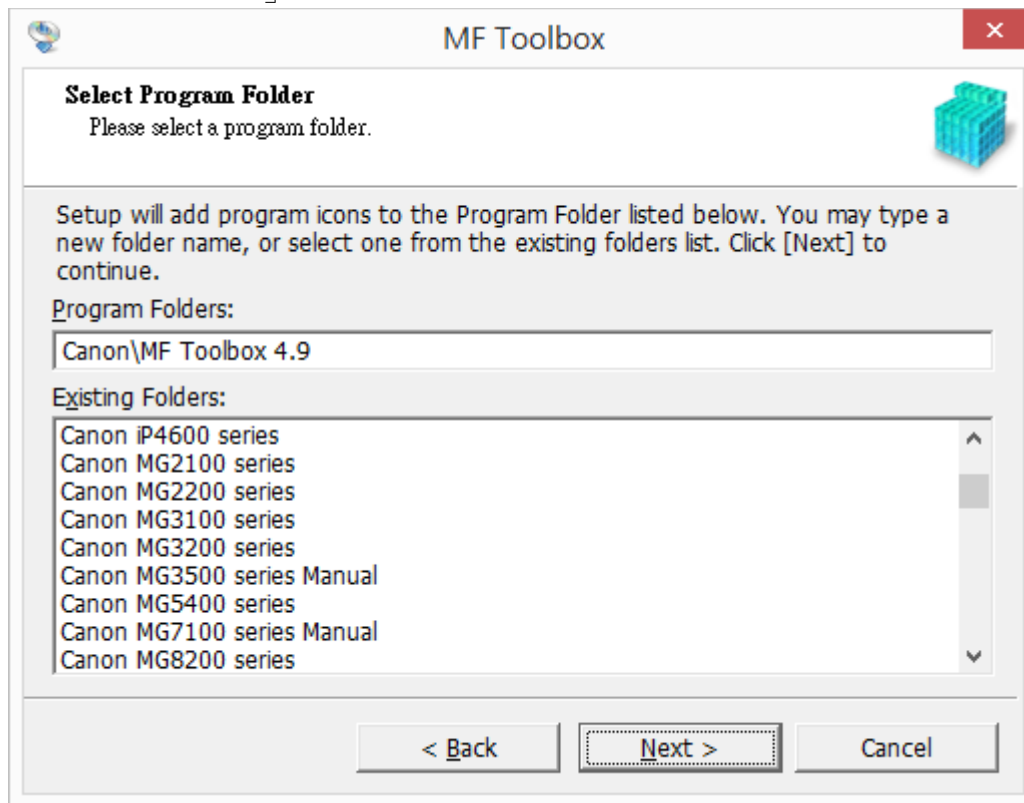 MF Toolbox
Select Program Folder
Please select a program folder.
Setup will add program icons to the Program Folder listed below. You may type a
new folder name, or select one from the existing folders list. Click [Next] to
continue.
Program Folders:
Canon\MF Toolbox 4.9
Existing Folders:
Canon iP4600 series
Canon MG2100 series
Canon MG2200 series
Canon MG3100 series
Canon MG3200 series
Canon MG3500 series Manual
Canon MG5400 series
Canon MG7100 series Manual
Canon MG8200 series
< Back
Next >
Cancel